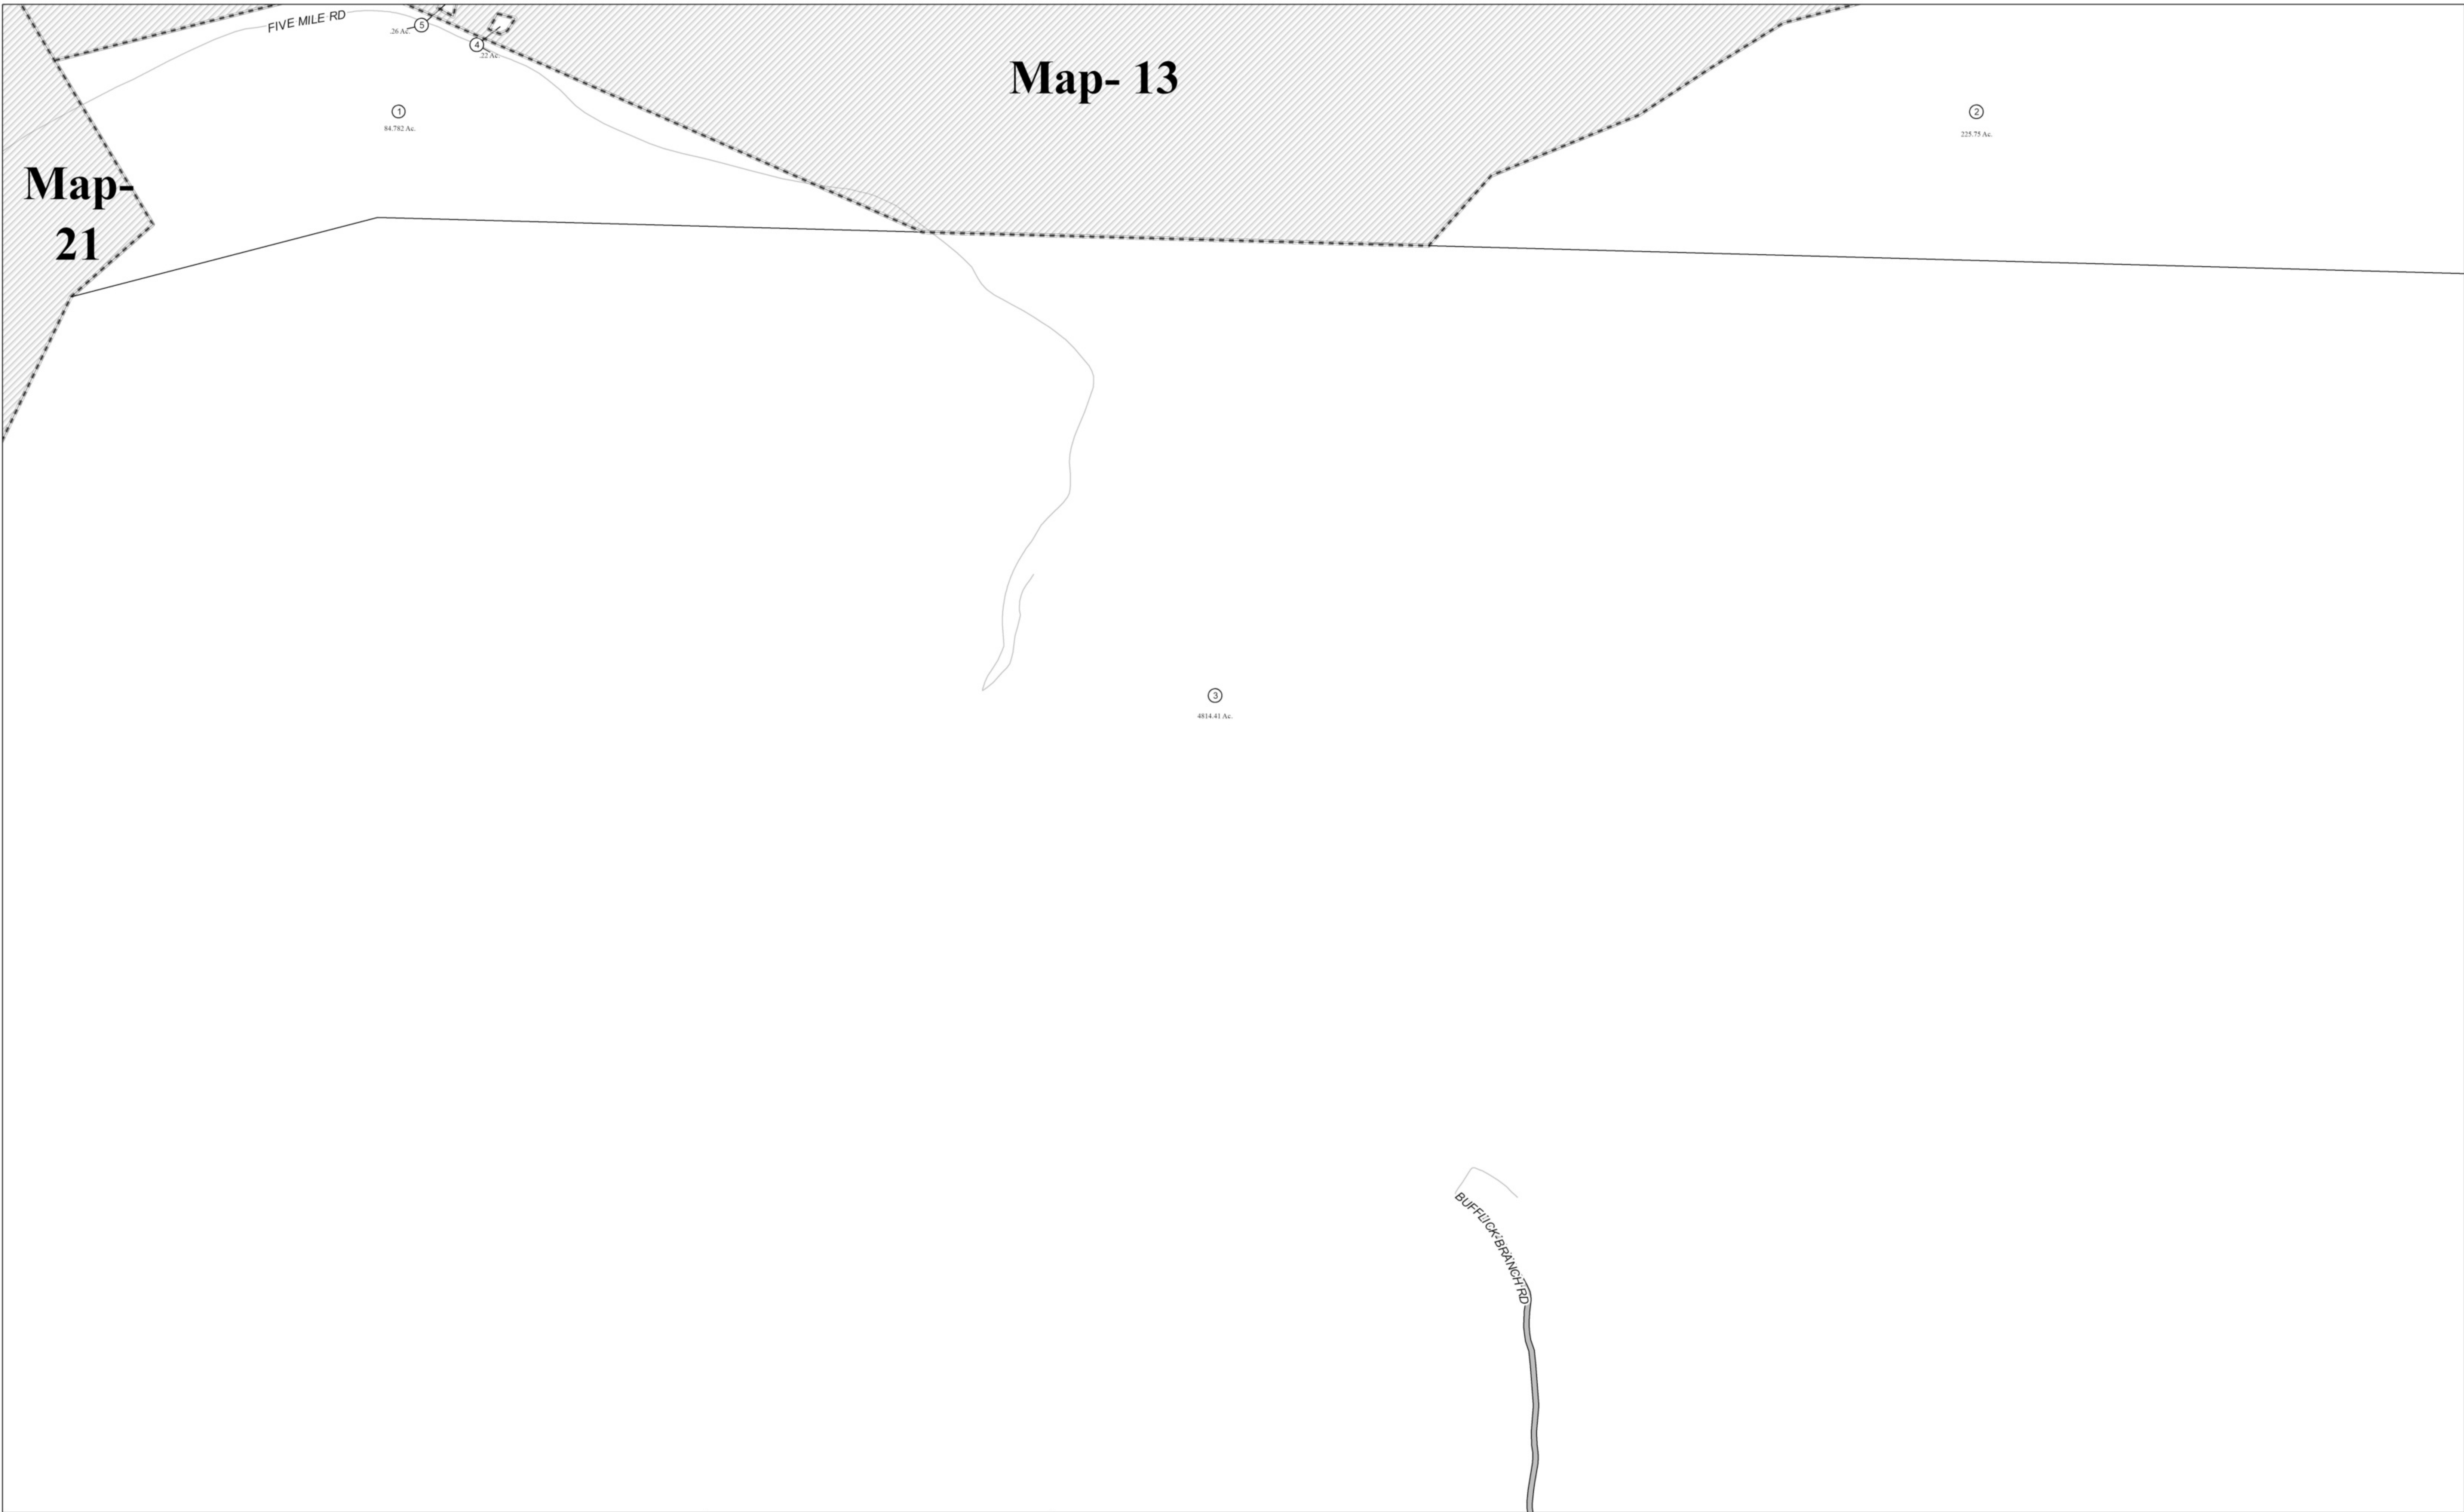 FIVE MILE RD
5
.26 Ac.
4
.22 Ac.
Map- 13
1
84.782 Ac.
2
225.75 Ac.
Map-
21
3
4814.41 Ac.
BUFFLICK BRANCH RD